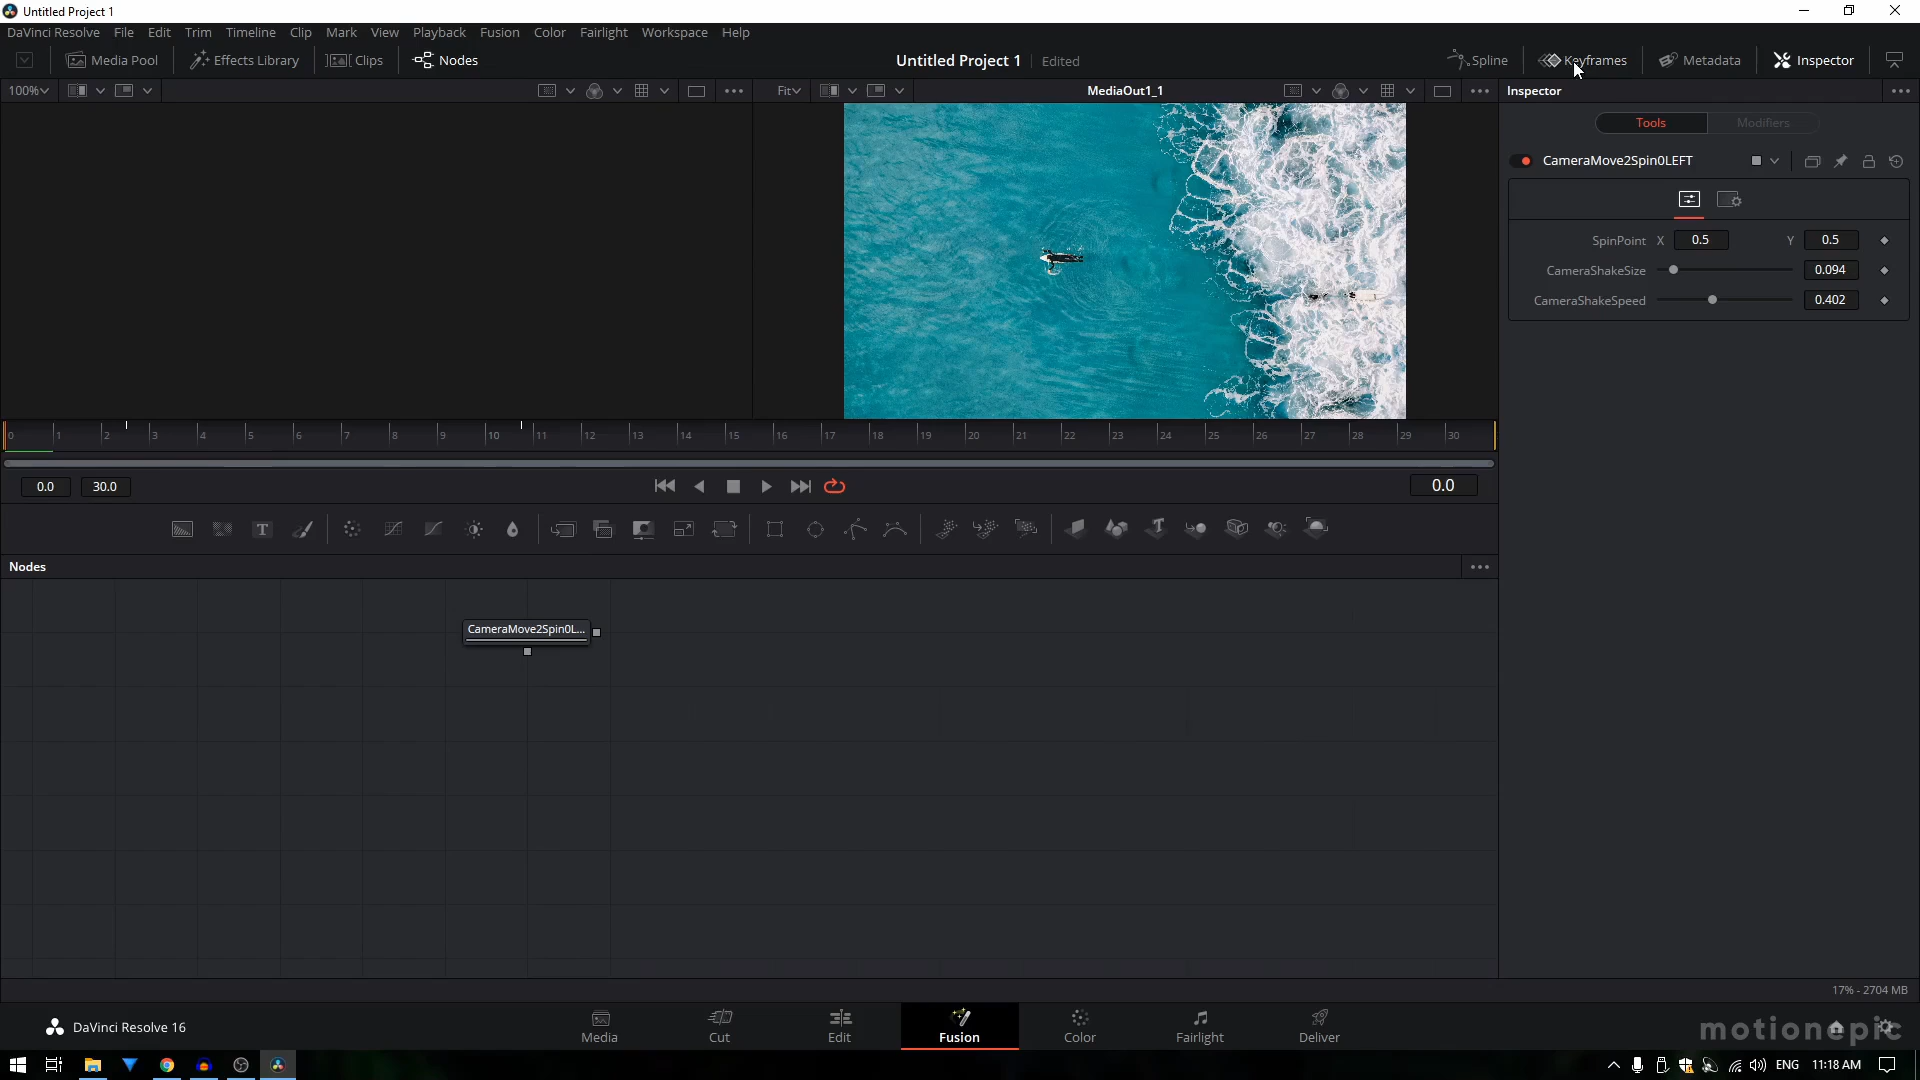 Untitled Project 1
DaVinci Resolve File Edit Trim Timeline Clip Mark View Playback Fusion Color Fairlight Workspace Help
Media Pool Effects Library Clips Nodes Untitled Project 1 Edited Spline Keyframes Metadata Inspector
100% Fit MediaOut1_1 Inspector
Tools Modifiers
CameraMove2Spin0LEFT
SpinPoint X 0.5 Y 0.5
CameraShakeSize 0.094
CameraShakeSpeed 0.402
0 1 2 3 4 5 6 7 8 9 10 11 12 13 14 15 16 17 18 19 20 21 22 23 24 25 26 27 28 29 30
0.0 30.0 0.0
T T
Nodes
CameraMove2Spin0L...
17% - 2704 MB
DaVinci Resolve 16 Media Cut Edit Fusion Color Fairlight Deliver
motionepic
ENG 11:18 AM